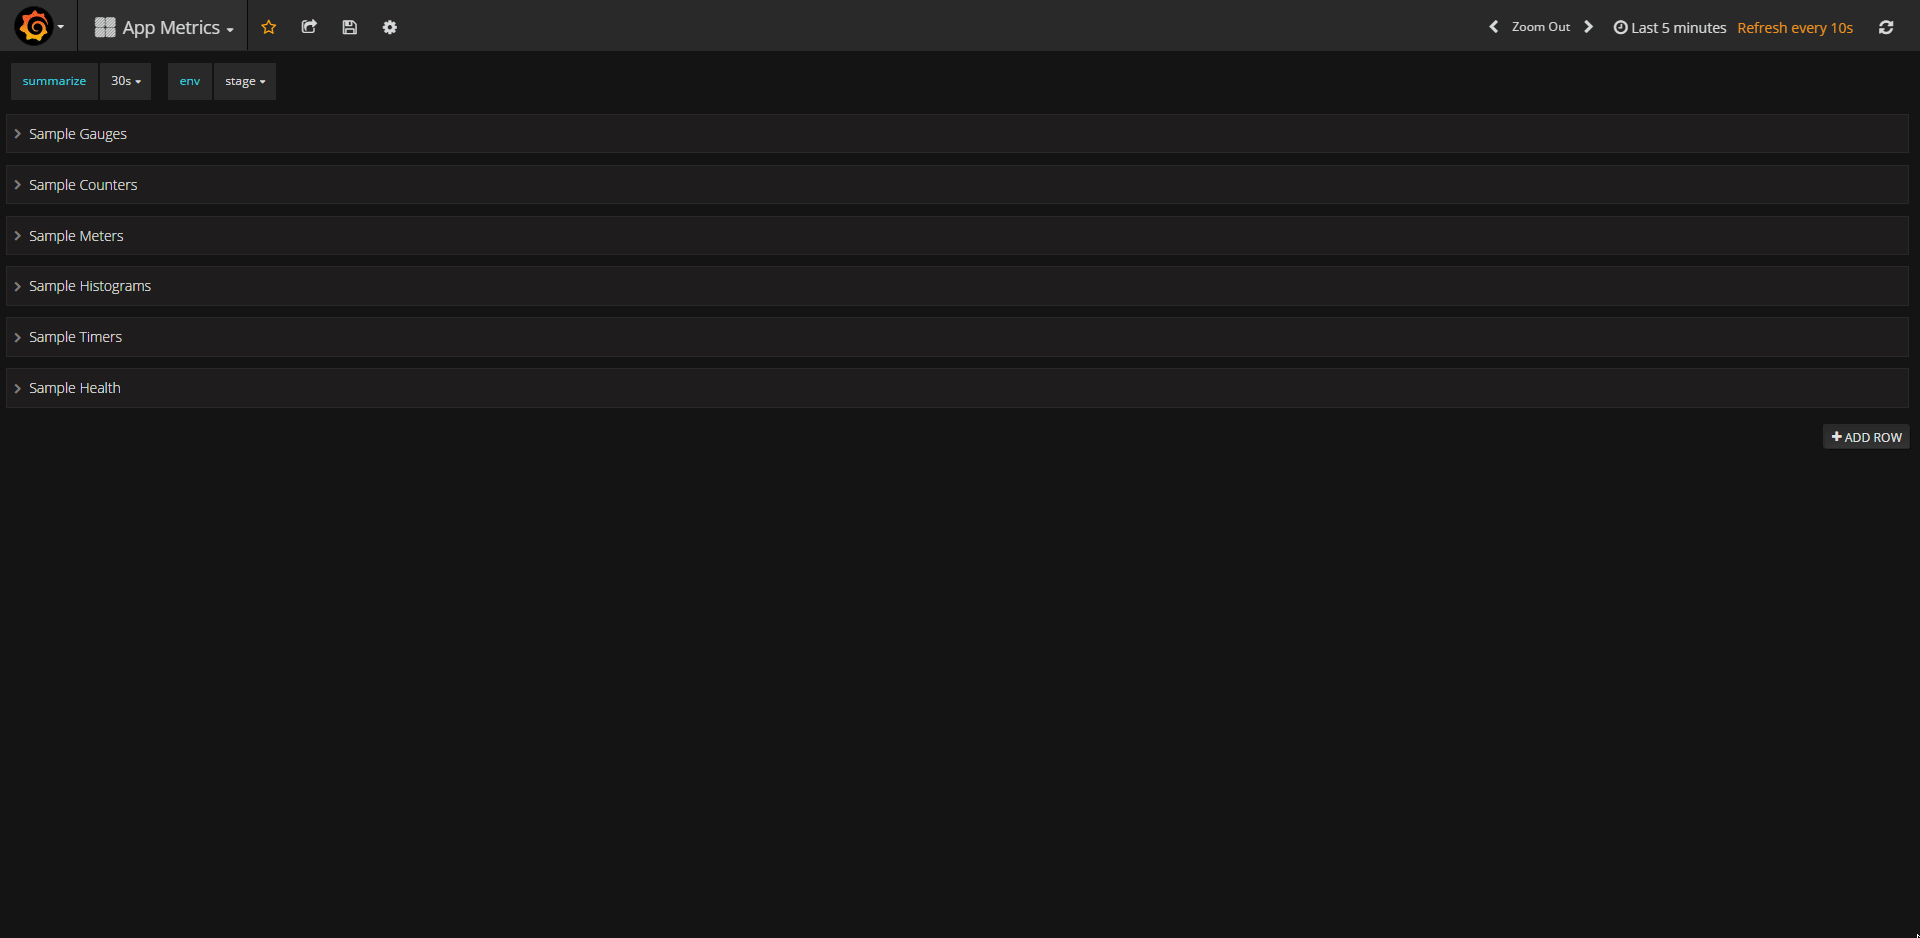 App Metrics
Zoom Out
Last 5 minutes
Refresh every 10s
summarize
30s
env
stage
Sample Gauges
Sample Counters
Sample Meters
Sample Histograms
Sample Timers
Sample Health
ADD ROW